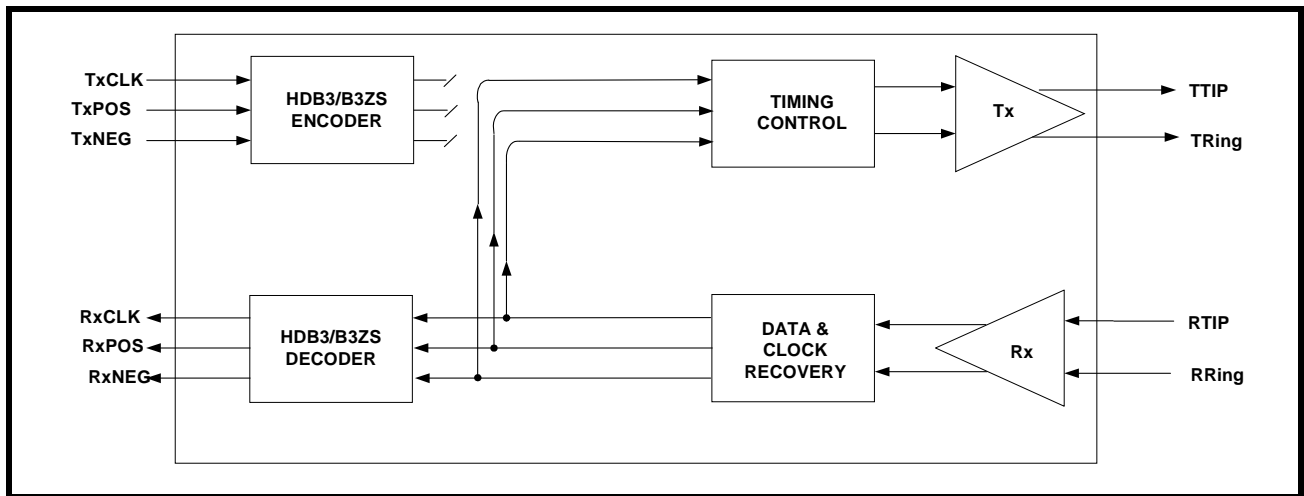 TxCLK
TxPOS
TxNEG
HDB3/B3ZS
ENCODER
TIMING
CONTROL
Tx
TTIP
TRing
RxCLK
RxPOS
RxNEG
HDB3/B3ZS
DECODER
DATA &
CLOCK
RECOVERY
Rx
RTIP
RRing